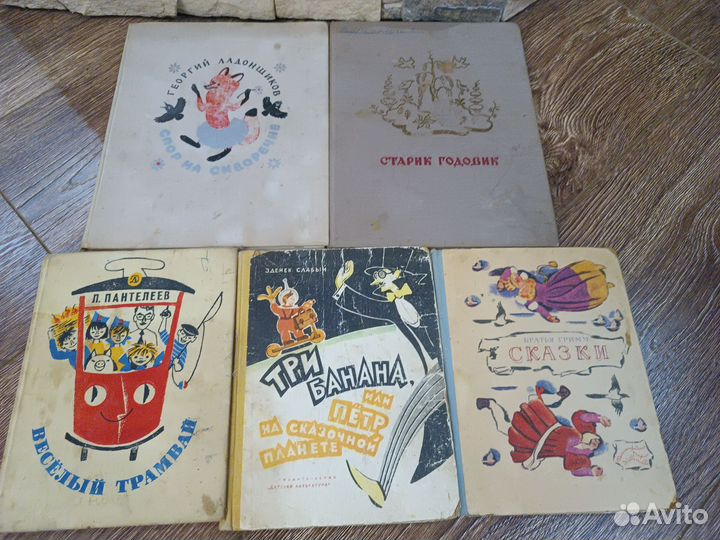 ГЕОРГИЙ ЛАДОНЩИКОВ
СПОР НА СКВОРЕЧНЕ
СТАРИК ГОДОВИК
Л. ПАНТЕЛЕЕВ
ВЕСЁЛЫЙ ТРАМВАЙ
ЗДЕНЕК СЛАБЫЙ
ТРИ
БАНАНА,
ИЛИ
ПЁТР
НА СКАЗОЧНОЙ
ПЛАНЕТЕ
ИЗДАТЕЛЬСТВО
"ДЕТСКАЯ ЛИТЕРАТУРА"
БРАТЬЯ ГРИММ
СКАЗКИ
Avito